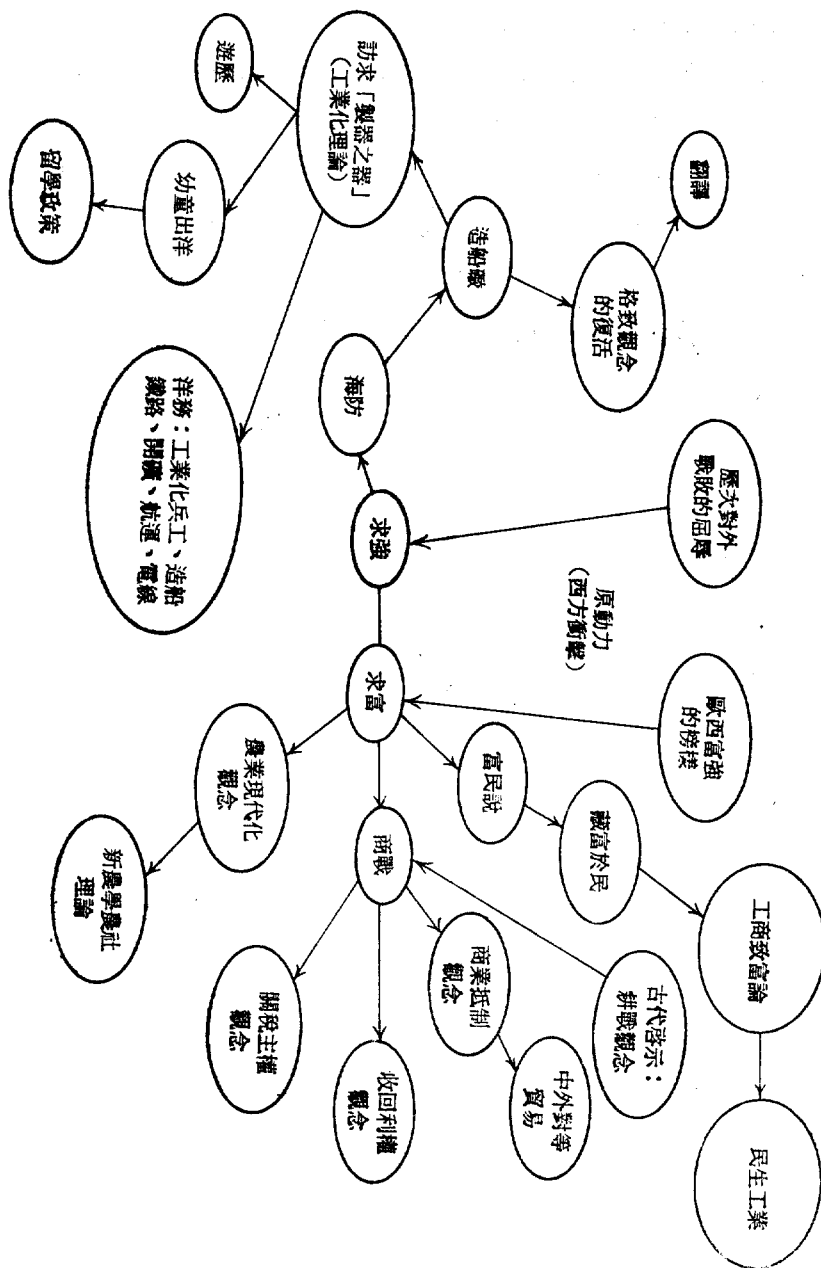 工商致富論
民生工業
歷次對外
戰敗的屈辱
歐西富強
的榜樣
翻譯
格致觀念
的復活
原動力
(西方衝擊)
藏富於民
古代啓示：
耕戰觀念
中外對等
貿易
造船礮
富民說
商業抵制
觀念
海防
求強
求富
商戰
收回利權
觀念
訪求「製器之器」
(工業化理論)
遊歷
幼童出洋
留學政策
洋務：工業化兵工、造船
鐵路、開礦、航運、電線
農業現代化
觀念
關稅主權
觀念
新農學農社
理論